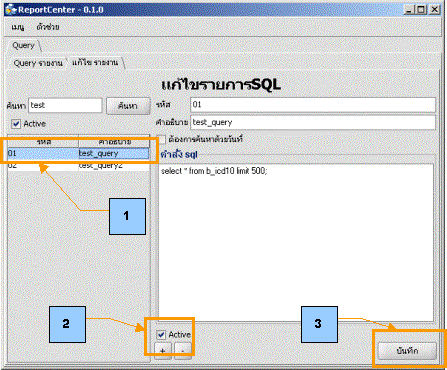 ReportCenter - 0.1.0
เมนู ตัวช่วย
Query
Query รายงาน แก้ไข รายงาน
แก้ไขรายการSQL
ค้นหา test ค้นหา รหัส 01
Active คำอธิบาย test_query
รหัส คำอธิบาย ต้องการค้นหาด้วยวันที่
01 test_query คำสั่ง sql
02 test_query2 select * from b_icd10 limit 500;
1
2
3
Active
+ - บันทึก